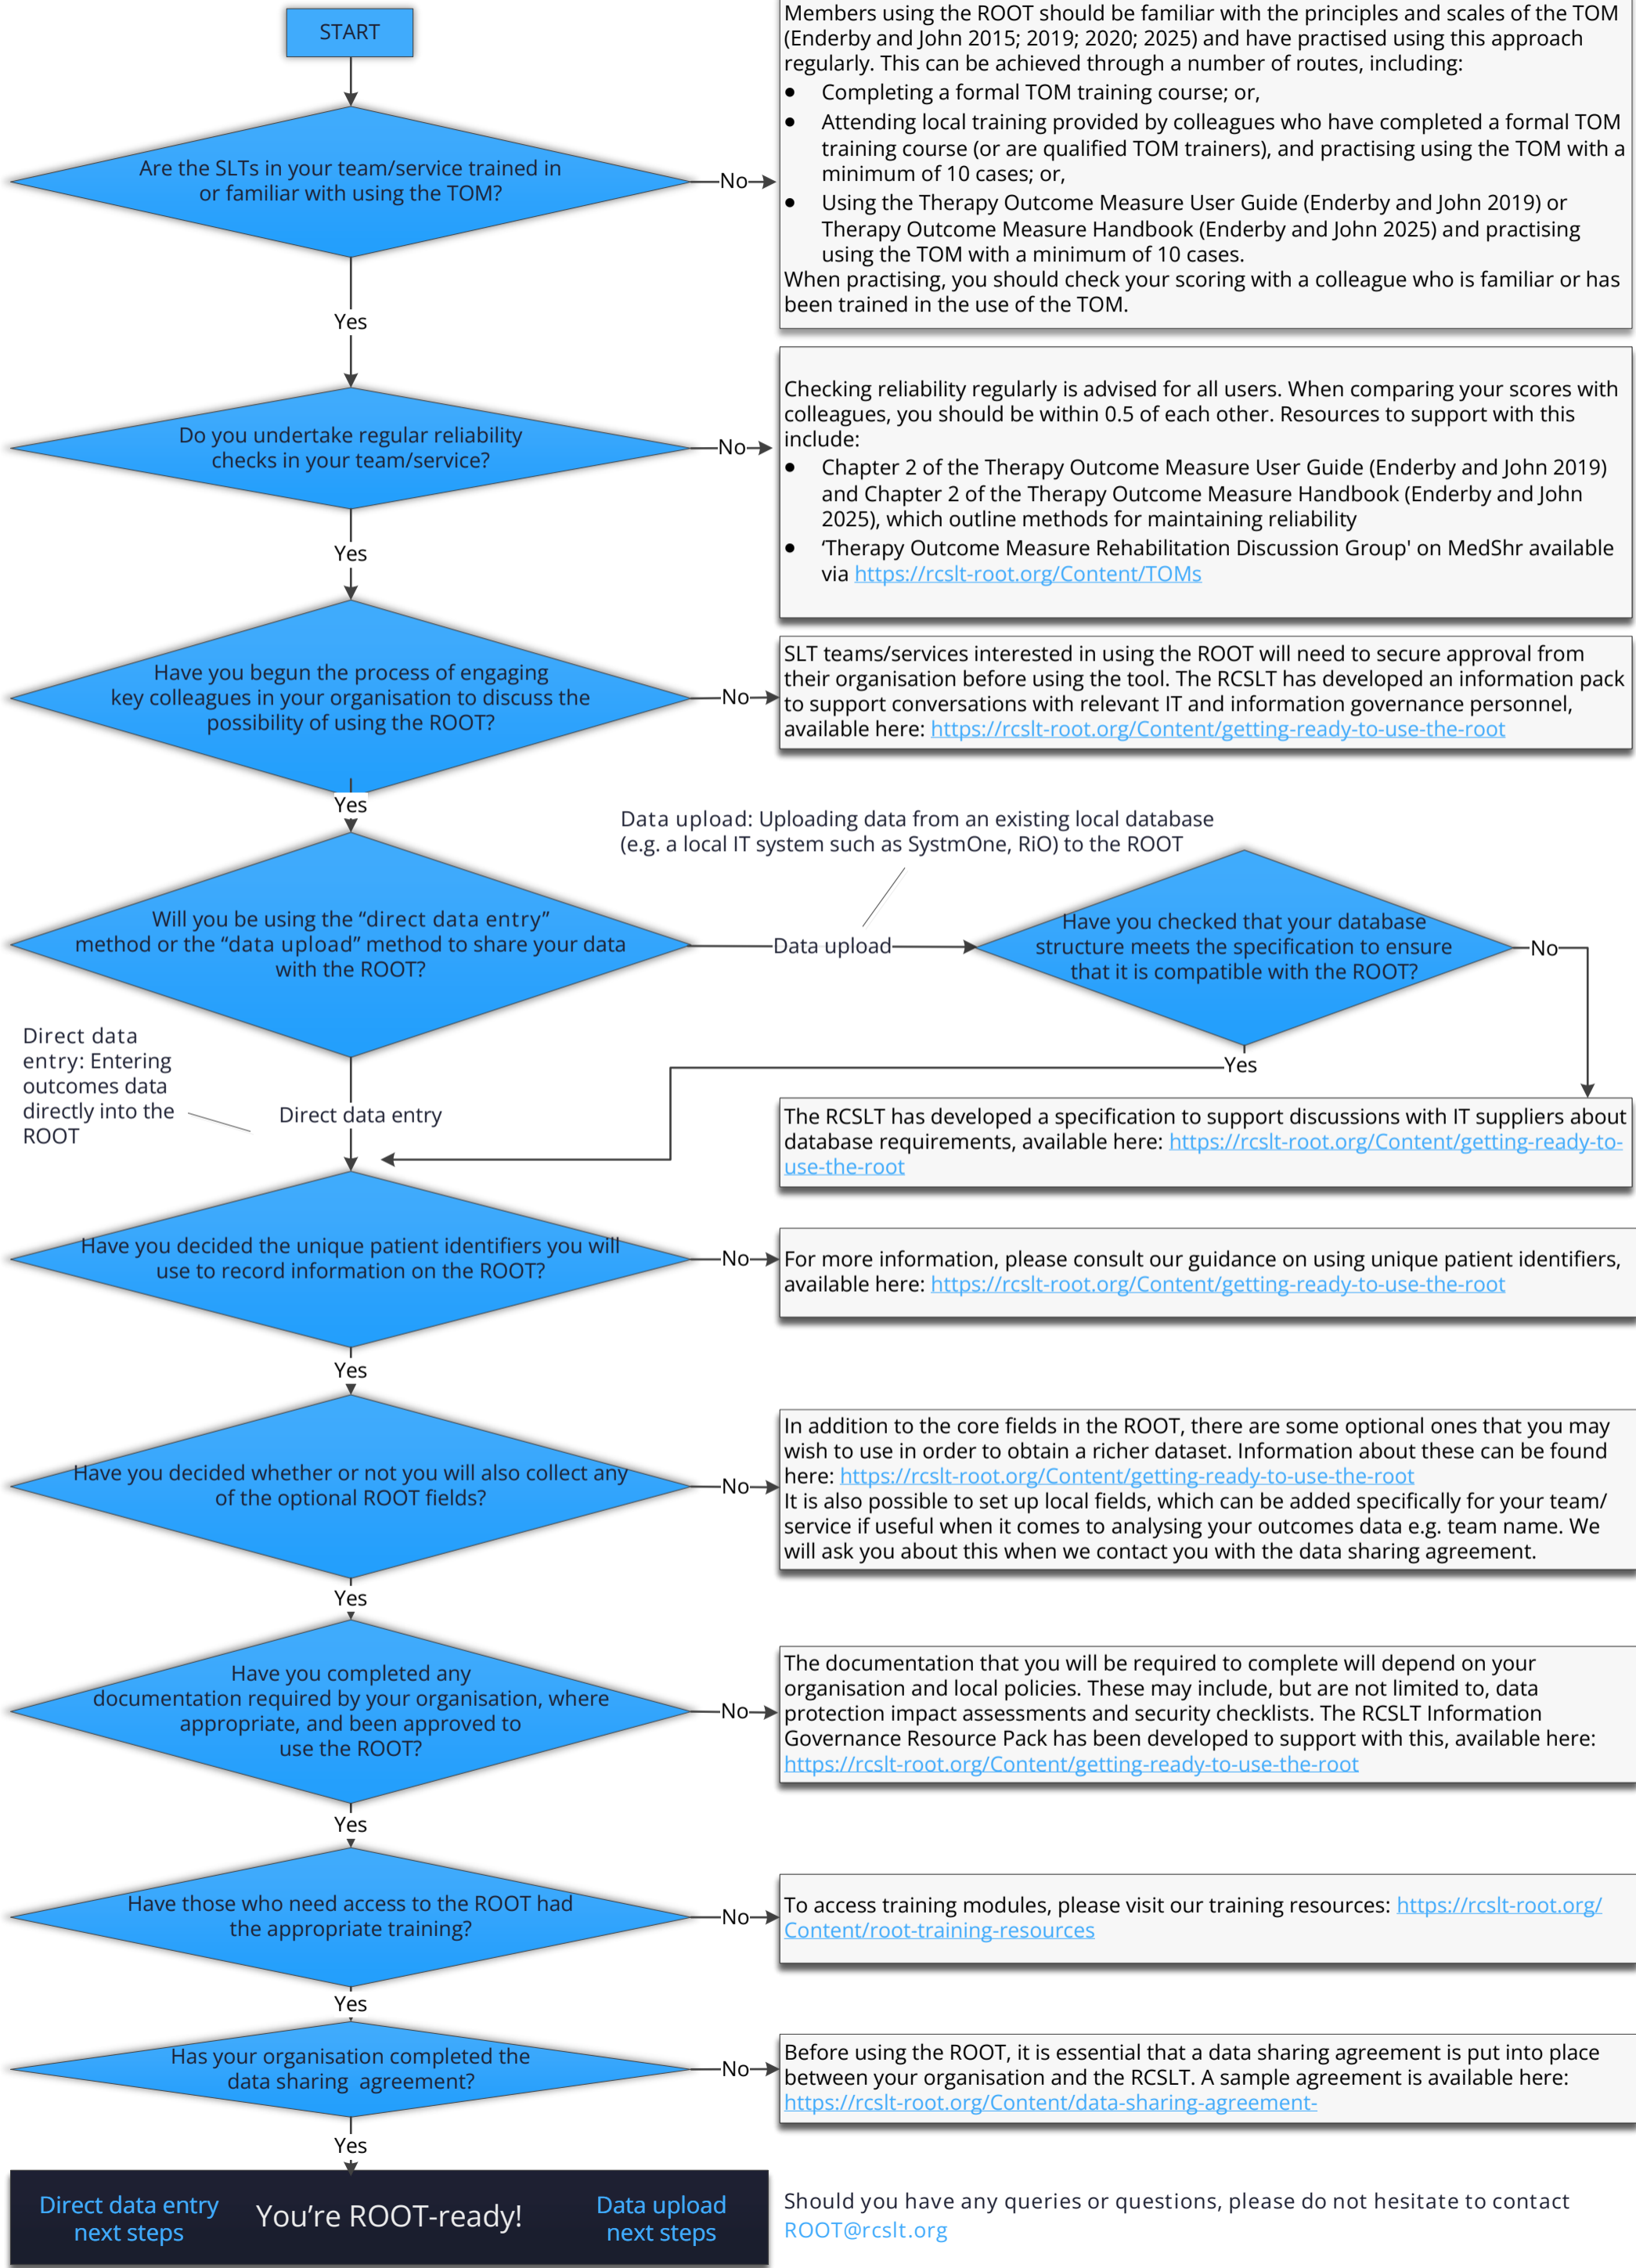 START
Members using the ROOT should be familiar with the principles and scales of the TOM
(Enderby and John 2015; 2019; 2020; 2025) and have practised using this approach
regularly. This can be achieved through a number of routes, including:
● Completing a formal TOM training course; or,
● Attending local training provided by colleagues who have completed a formal TOM
training course (or are qualified TOM trainers), and practising using the TOM with a
minimum of 10 cases; or,
● Using the Therapy Outcome Measure User Guide (Enderby and John 2019) or
Therapy Outcome Measure Handbook (Enderby and John 2025) and practising
using the TOM with a minimum of 10 cases.
When practising, you should check your scoring with a colleague who is familiar or has
been trained in the use of the TOM.
Are the SLTs in your team/service trained in
or familiar with using the TOM?
No
Yes
Do you undertake regular reliability
checks in your team/service?
No
Checking reliability regularly is advised for all users. When comparing your scores with
colleagues, you should be within 0.5 of each other. Resources to support with this
include:
● Chapter 2 of the Therapy Outcome Measure User Guide (Enderby and John 2019)
and Chapter 2 of the Therapy Outcome Measure Handbook (Enderby and John
2025), which outline methods for maintaining reliability
● ‘Therapy Outcome Measure Rehabilitation Discussion Group' on MedShr available
via https://rcslt-root.org/Content/TOMs
Yes
Have you begun the process of engaging
key colleagues in your organisation to discuss the
possibility of using the ROOT?
No
SLT teams/services interested in using the ROOT will need to secure approval from
their organisation before using the tool. The RCSLT has developed an information pack
to support conversations with relevant IT and information governance personnel,
available here: https://rcslt-root.org/Content/getting-ready-to-use-the-root
Yes
Data upload: Uploading data from an existing local database
(e.g. a local IT system such as SystmOne, RiO) to the ROOT
Will you be using the “direct data entry”
method or the “data upload” method to share your data
with the ROOT?
Data upload
Have you checked that your database
structure meets the specification to ensure
that it is compatible with the ROOT?
No
Yes
Direct data
entry: Entering
outcomes data
directly into the
ROOT
Direct data entry
The RCSLT has developed a specification to support discussions with IT suppliers about
database requirements, available here: https://rcslt-root.org/Content/getting-ready-to-
use-the-root
Have you decided the unique patient identifiers you will
use to record information on the ROOT?
No
For more information, please consult our guidance on using unique patient identifiers,
available here: https://rcslt-root.org/Content/getting-ready-to-use-the-root
Yes
Have you decided whether or not you will also collect any
of the optional ROOT fields?
No
In addition to the core fields in the ROOT, there are some optional ones that you may
wish to use in order to obtain a richer dataset. Information about these can be found
here: https://rcslt-root.org/Content/getting-ready-to-use-the-root
It is also possible to set up local fields, which can be added specifically for your team/
service if useful when it comes to analysing your outcomes data e.g. team name. We
will ask you about this when we contact you with the data sharing agreement.
Yes
Have you completed any
documentation required by your organisation, where
appropriate, and been approved to
use the ROOT?
No
The documentation that you will be required to complete will depend on your
organisation and local policies. These may include, but are not limited to, data
protection impact assessments and security checklists. The RCSLT Information
Governance Resource Pack has been developed to support with this, available here:
https://rcslt-root.org/Content/getting-ready-to-use-the-root
Yes
Have those who need access to the ROOT had
the appropriate training?
No
To access training modules, please visit our training resources: https://rcslt-root.org/
Content/root-training-resources
Yes
Has your organisation completed the
data sharing agreement?
No
Before using the ROOT, it is essential that a data sharing agreement is put into place
between your organisation and the RCSLT. A sample agreement is available here:
https://rcslt-root.org/Content/data-sharing-agreement-
Yes
Direct data entry
next steps
You’re ROOT-ready!
Data upload
next steps
Should you have any queries or questions, please do not hesitate to contact
ROOT@rcslt.org